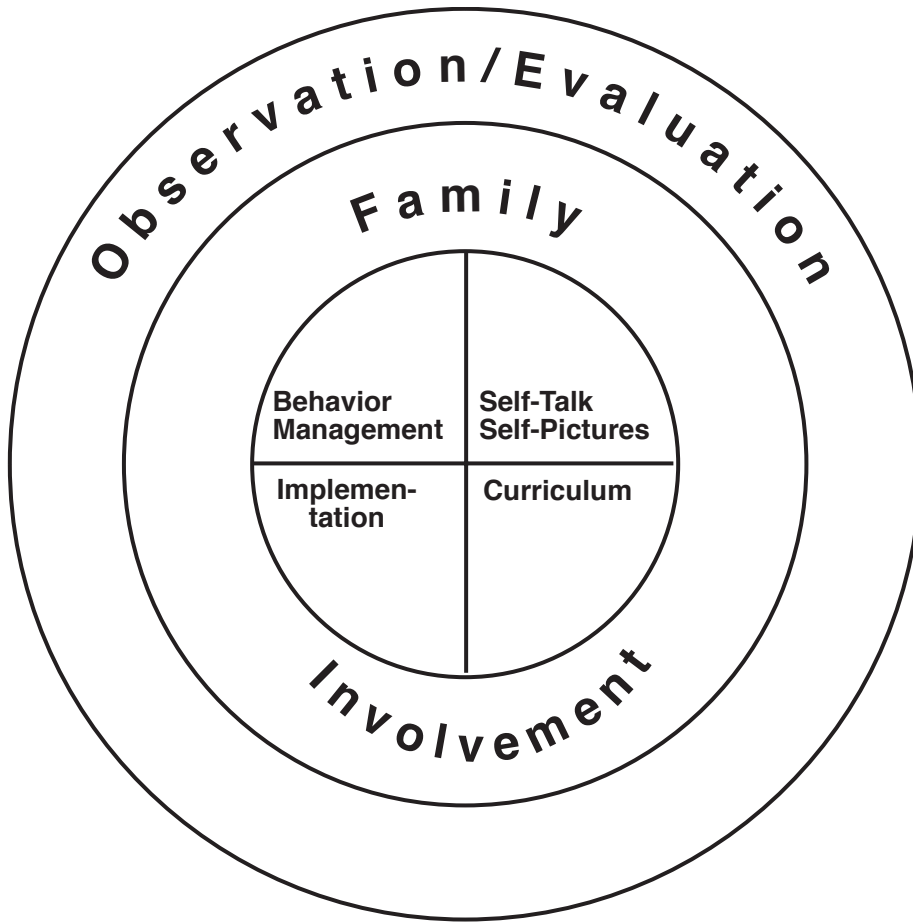 Observation/Evaluation
Family
Behavior
Management
Self-Talk
Self-Pictures
Implemen-
tation
Curriculum
Involvement